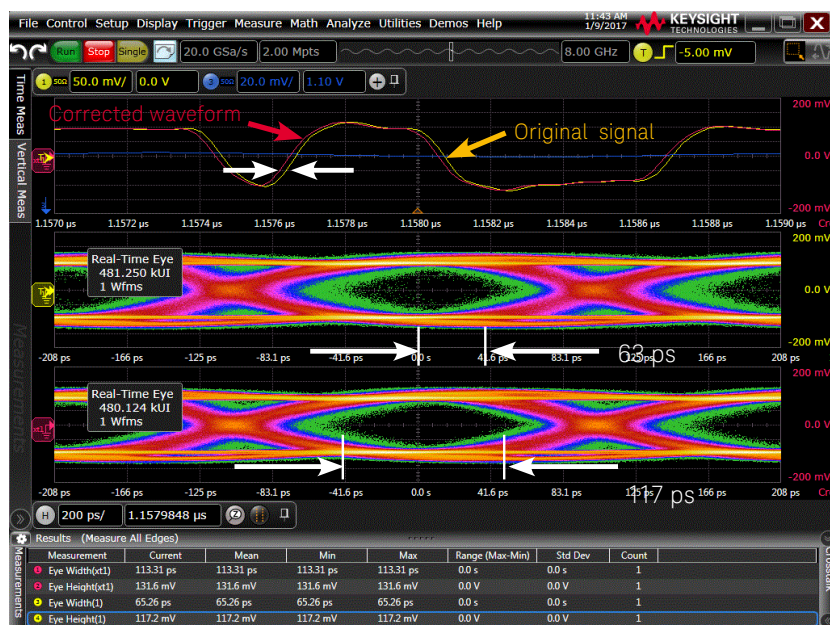 File Control Setup Display Trigger Measure Math Analyze Utilities Demos Help
11:43 AM
1/9/2017
KEYSIGHT
TECHNOLOGIES
Run Stop Single 20.0 GSa/s 2.00 Mpts 8.00 GHz T -5.00 mV
Time Meas
Vertical Meas
Measurements
1 50Ω 50.0 mV/ 0.0 V 3 50Ω 20.0 mV/ 1.10 V
Corrected waveform
Original signal
200 mV
0.0 V
-200 mV
1.1570 µs 1.1572 µs 1.1574 µs 1.1576 µs 1.1578 µs 1.1580 µs 1.1582 µs 1.1584 µs 1.1586 µs 1.1588 µs 1.1590 µs
200 mV
Real-Time Eye
481.250 kUI
1 Wfms
0.0 V
-200 mV
63 ps
-208 ps -166 ps -125 ps -83.1 ps -41.6 ps 0.0 s 41.6 ps 83.1 ps 125 ps 166 ps 208 ps
200 mV
Real-Time Eye
480.124 kUI
1 Wfms
0.0 V
-200 mV
-208 ps -166 ps -125 ps -83.1 ps -41.6 ps 0.0 s 41.6 ps 83.1 ps 125 ps 166 ps 208 ps
117 ps
H 200 ps/ 1.1579848 µs
Results (Measure All Edges)
Measurement Current Mean Min Max Range (Max-Min) Std Dev Count
Eye Width(xt1) 113.31 ps 113.31 ps 113.31 ps 113.31 ps 0.0 s 0.0 s 1
Eye Height(xt1) 131.6 mV 131.6 mV 131.6 mV 131.6 mV 0.0 V 0.0 V 1
Eye Width(1) 65.26 ps 65.26 ps 65.26 ps 65.26 ps 0.0 s 0.0 s 1
Eye Height(1) 117.2 mV 117.2 mV 117.2 mV 117.2 mV 0.0 V 0.0 V 1
Measurements
Crosstalk